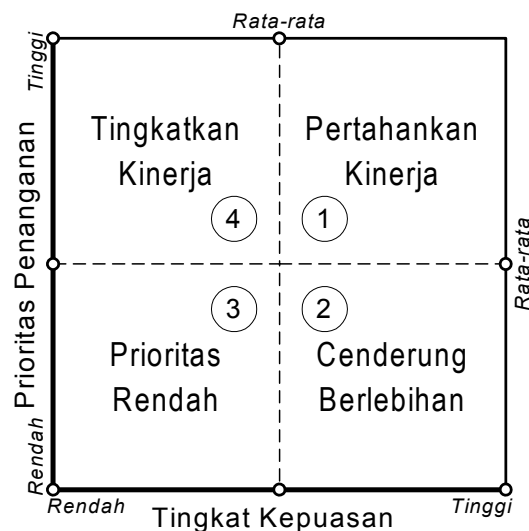 Rata-rata
Tinggi
Tingkatkan
Kinerja
Pertahankan
Kinerja
4
1
Prioritas Penanganan
Rata-rata
3
2
Prioritas
Rendah
Cenderung
Berlebihan
Rendah
Rendah
Tinggi
Tingkat Kepuasan